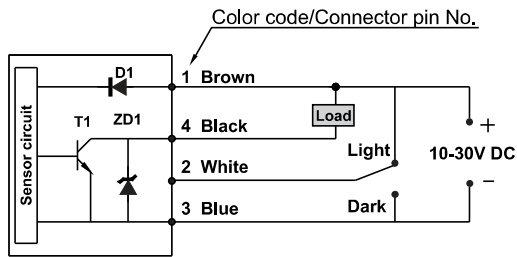 Color code/Connector pin No.
D1
1 Brown
T1
ZD1
4 Black
Load
Sensor circuit
2 White
Light
10-30V DC
+
−
3 Blue
Dark